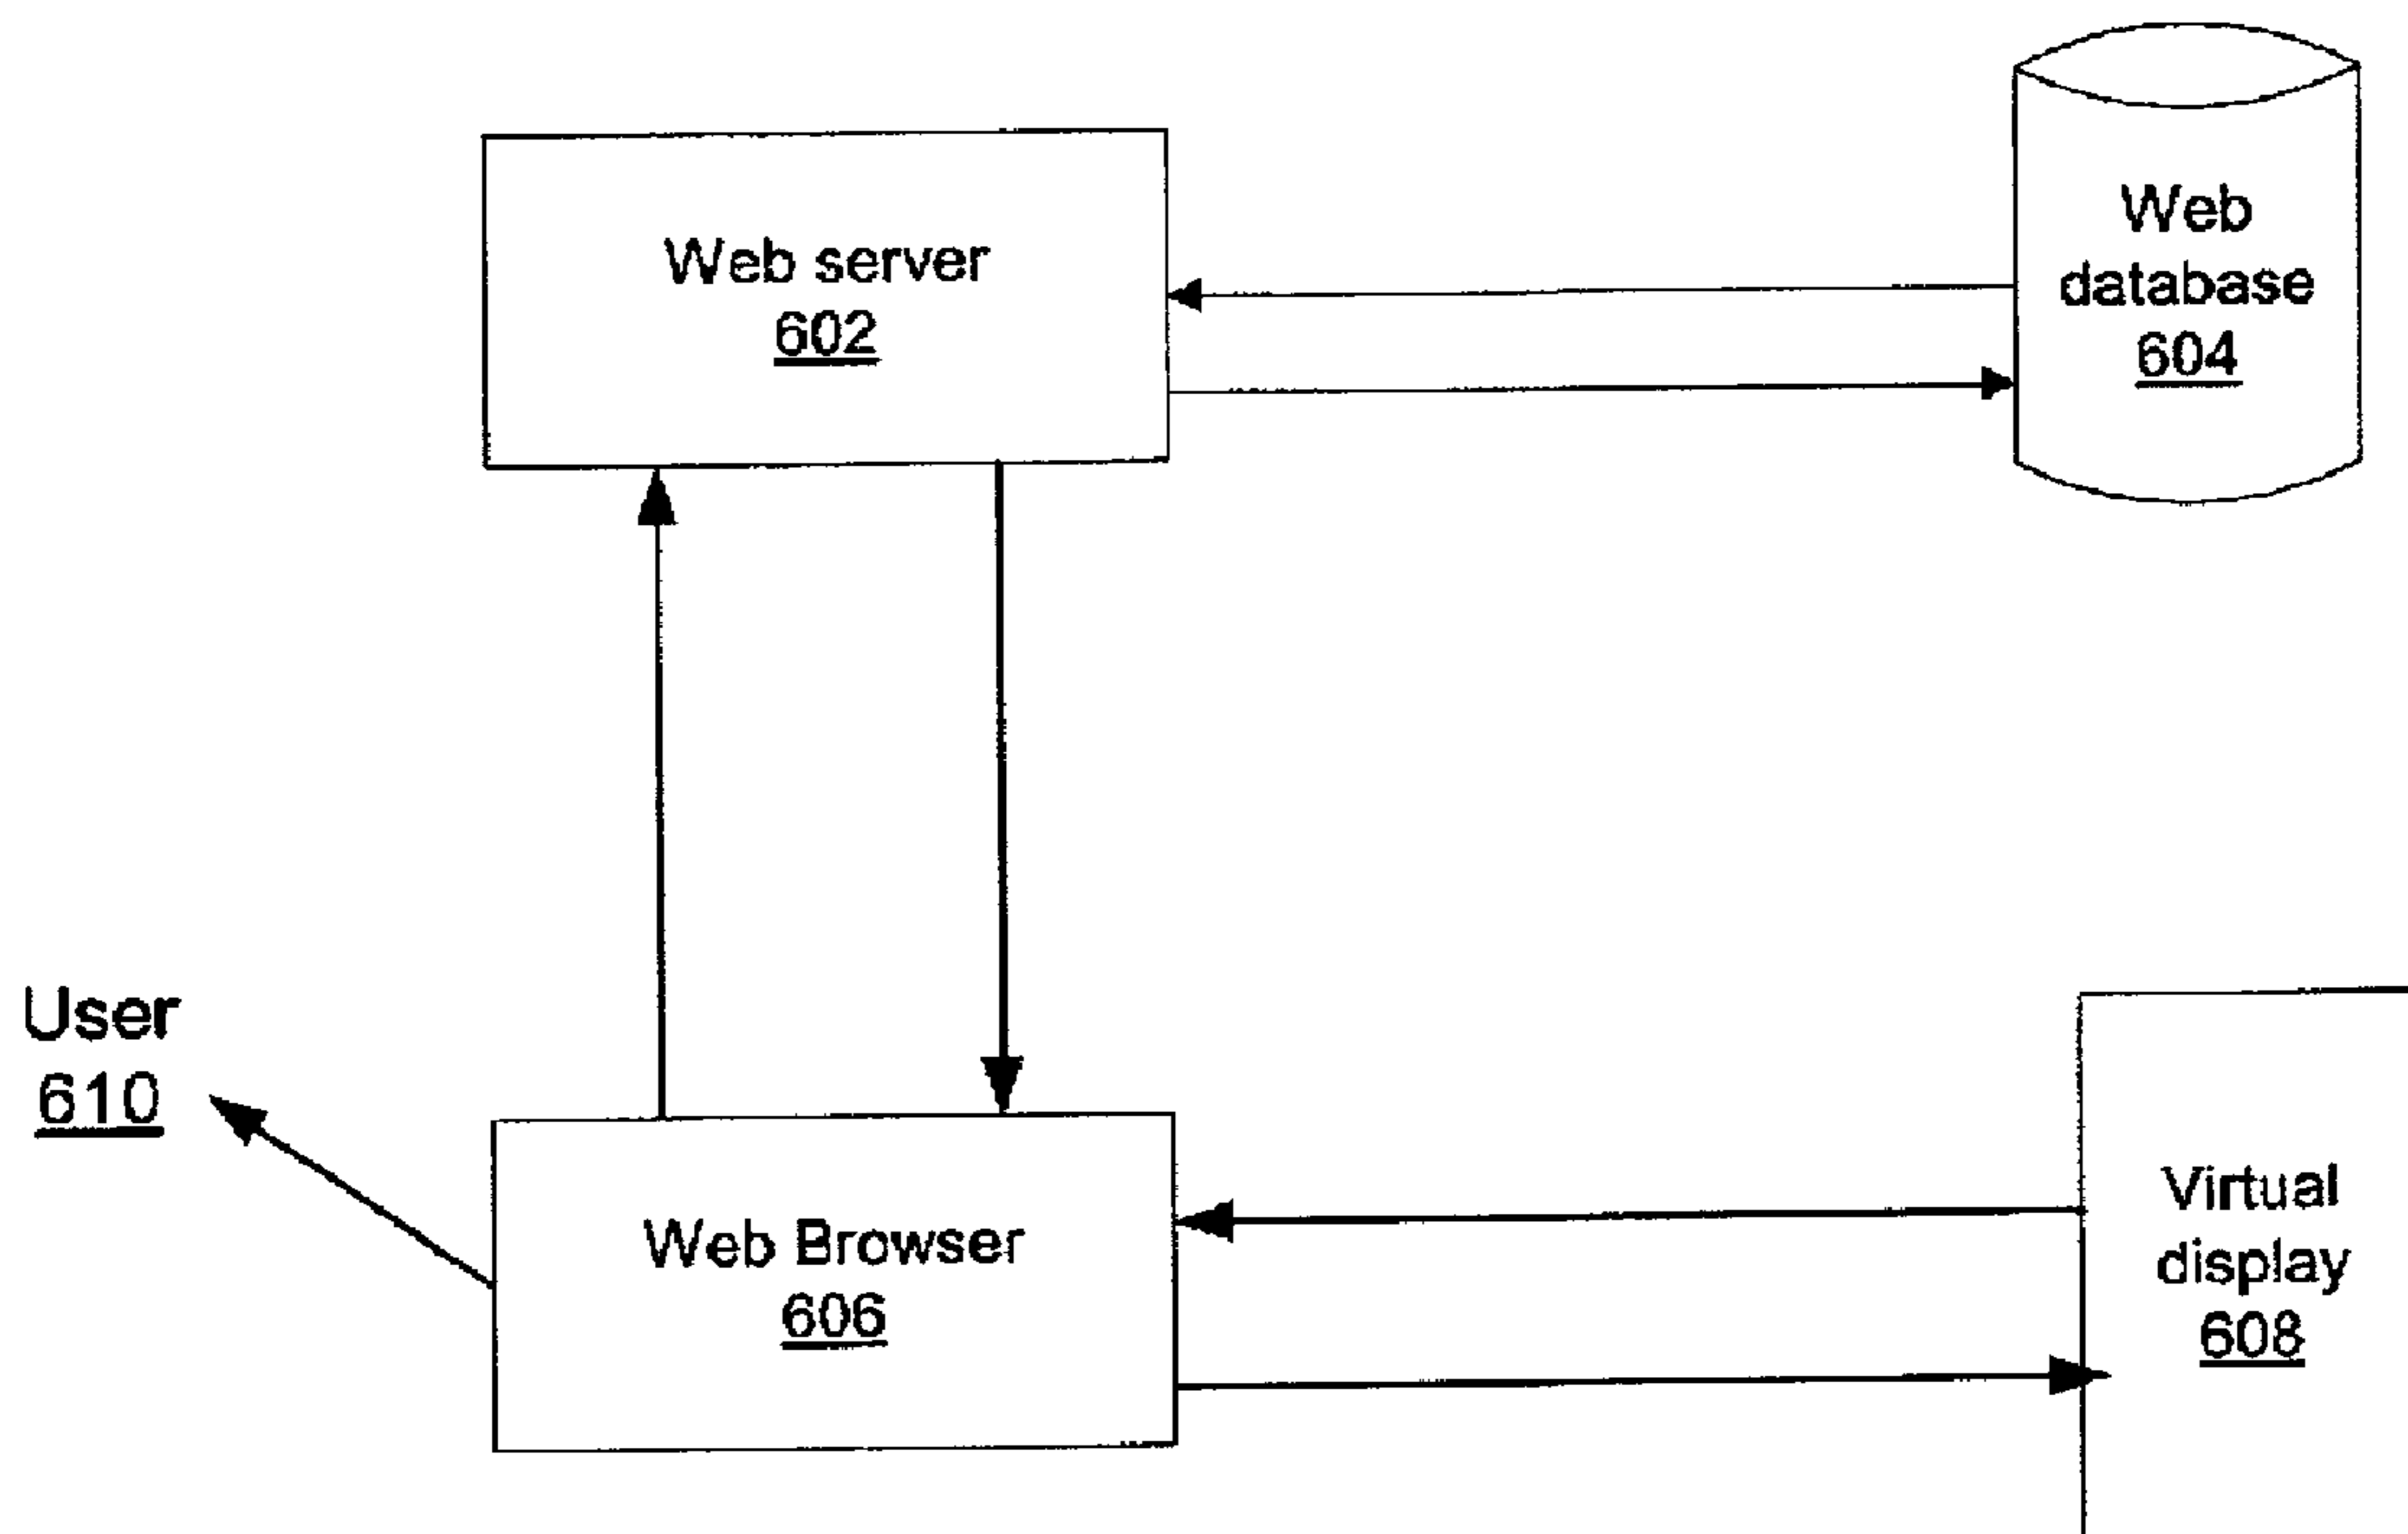 Web server
602
Web
database
604
User
610
Web Browser
606
Virtual
display
608